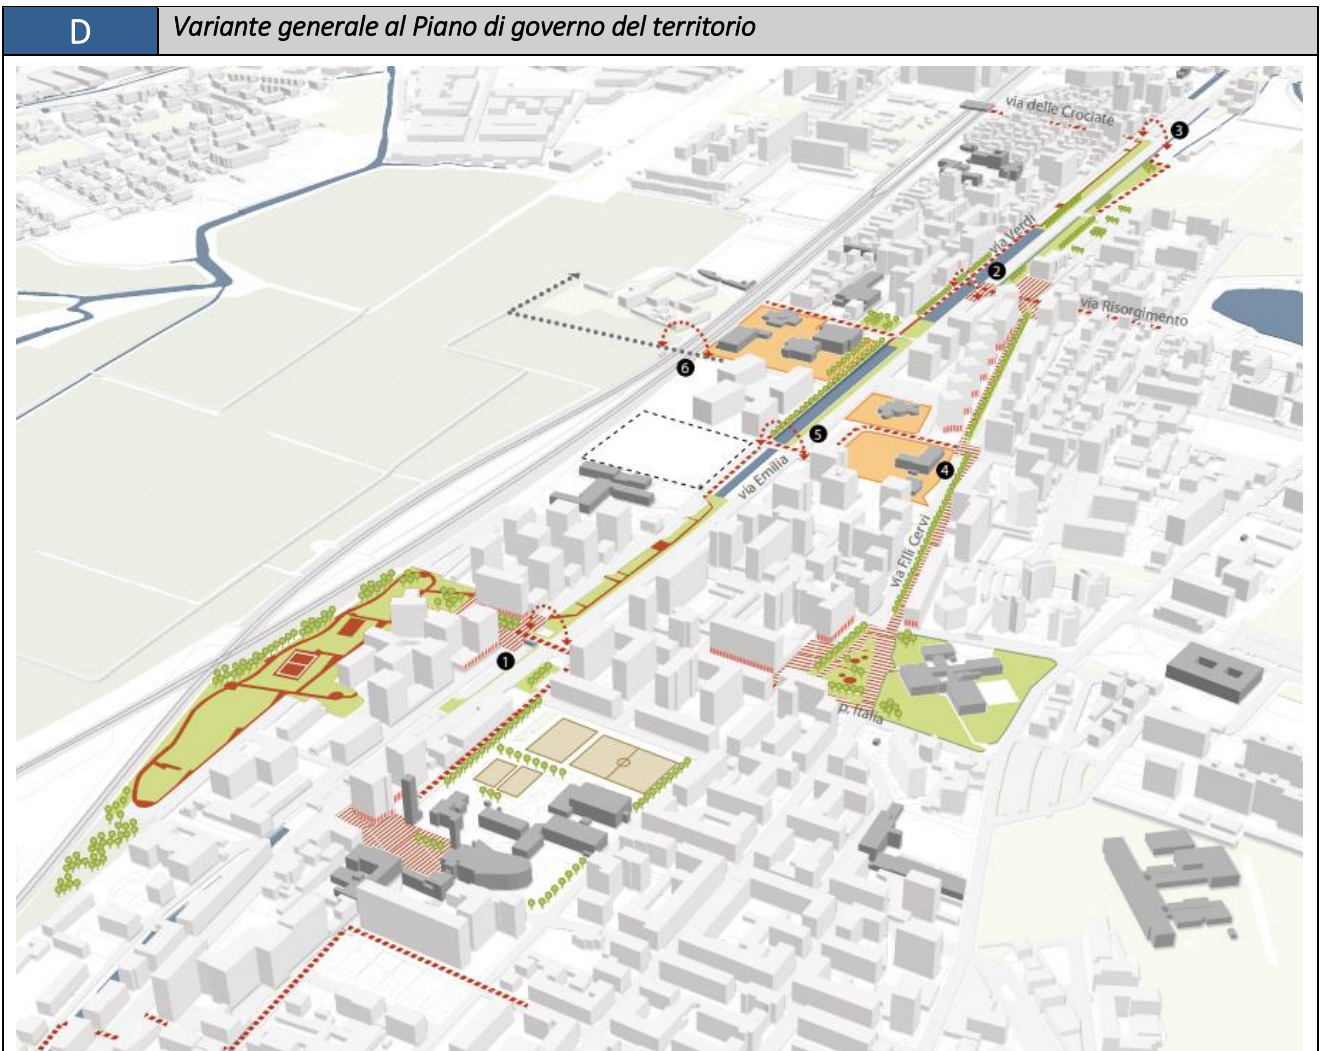 D
Variante generale al Piano di governo del territorio
via delle Crociate
3
via Verdi
2
via Risorgimento
6
5
4
via Emilia
via F.lli Cervi
1
P. Italia